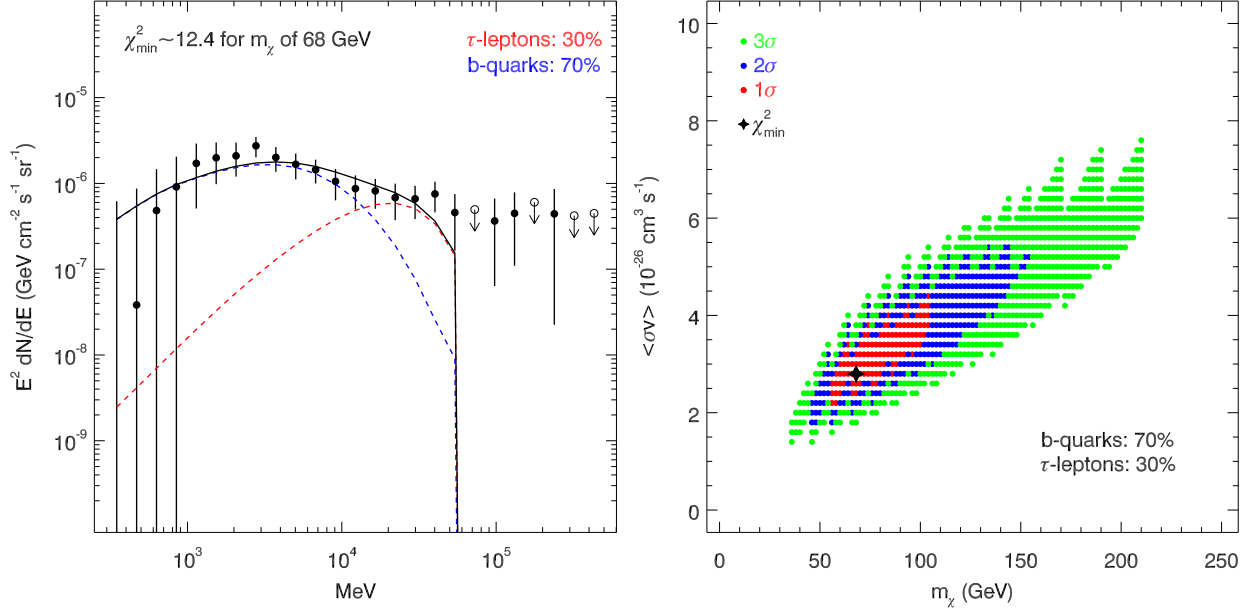 χ²min~12.4 for mχ of 68 GeV
τ-leptons: 30%
b-quarks: 70%
10⁻⁵
10⁻⁶
10⁻⁷
10⁻⁸
10⁻⁹
E² dN/dE (GeV cm⁻² s⁻¹ sr⁻¹)
10³ 10⁴ 10⁵
MeV
3σ
2σ
1σ
χ²min
10
8
6
4
2
0
<σv> (10⁻²⁶ cm³ s⁻¹)
b-quarks: 70%
τ-leptons: 30%
0 50 100 150 200 250
mχ (GeV)